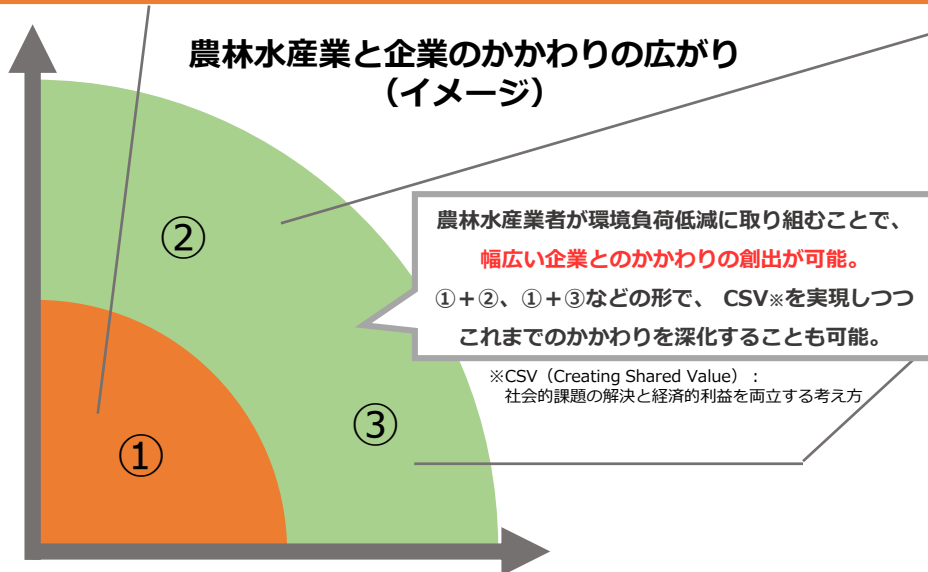 農林水産業と企業のかかわりの広がり
（イメージ）
②
農林水産業者が環境負荷低減に取り組むことで、
幅広い企業とのかかわりの創出が可能。
①＋②、①＋③などの形で、 CSV※を実現しつつ
これまでのかかわりを深化することも可能。
※CSV（Creating Shared Value）：
社会的課題の解決と経済的利益を両立する考え方
③
①